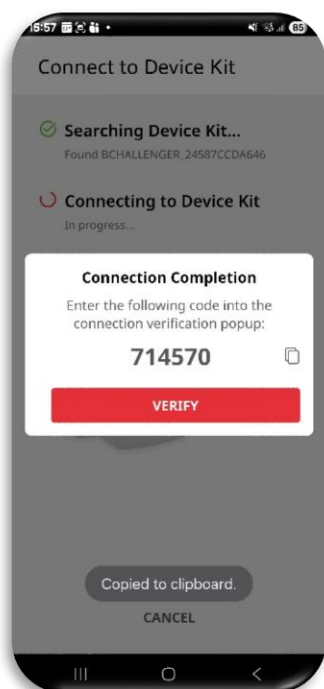 15:57
85
Connect to Device Kit
Searching Device Kit...
Found BCHALLENGER_24587CCDA646
Connecting to Device Kit
In progress...
Connection Completion
Enter the following code into the
connection verification popup:
714570
VERIFY
Copied to clipboard.
CANCEL